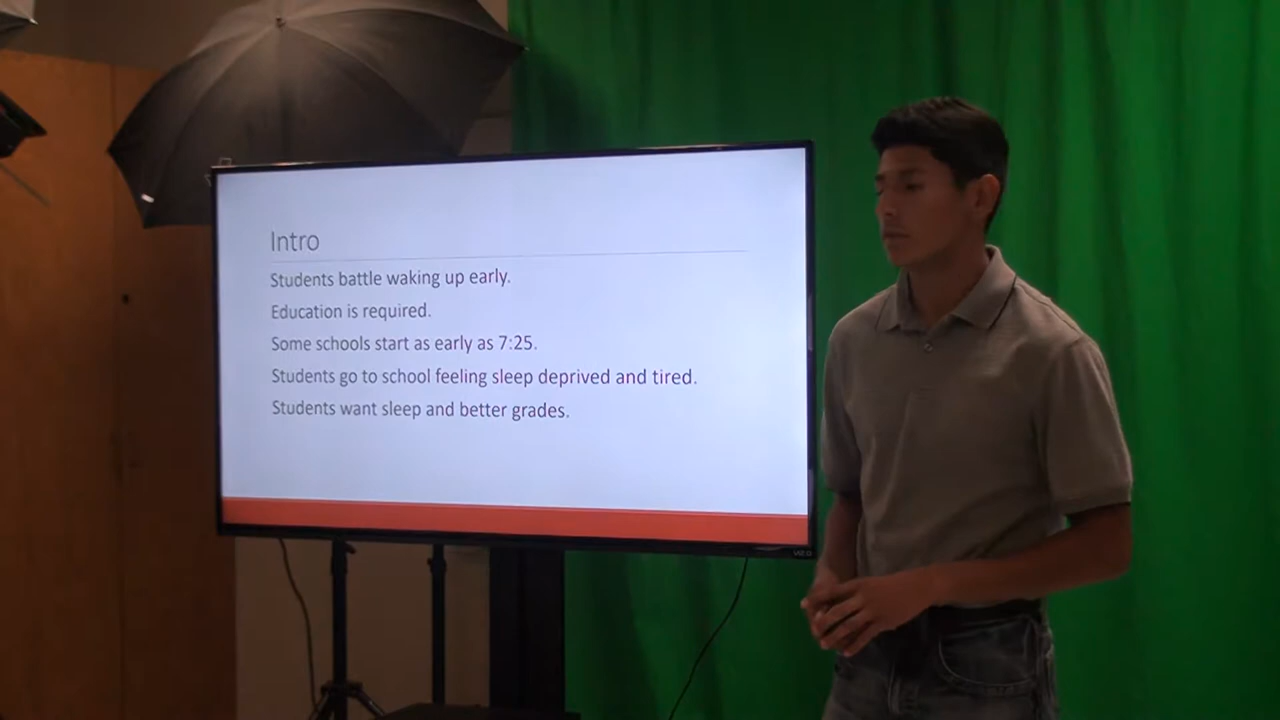 Intro
Students battle waking up early.
Education is required.
Some schools start as early as 7:25.
Students go to school feeling sleep deprived and tired.
Students want sleep and better grades.
VIZIO